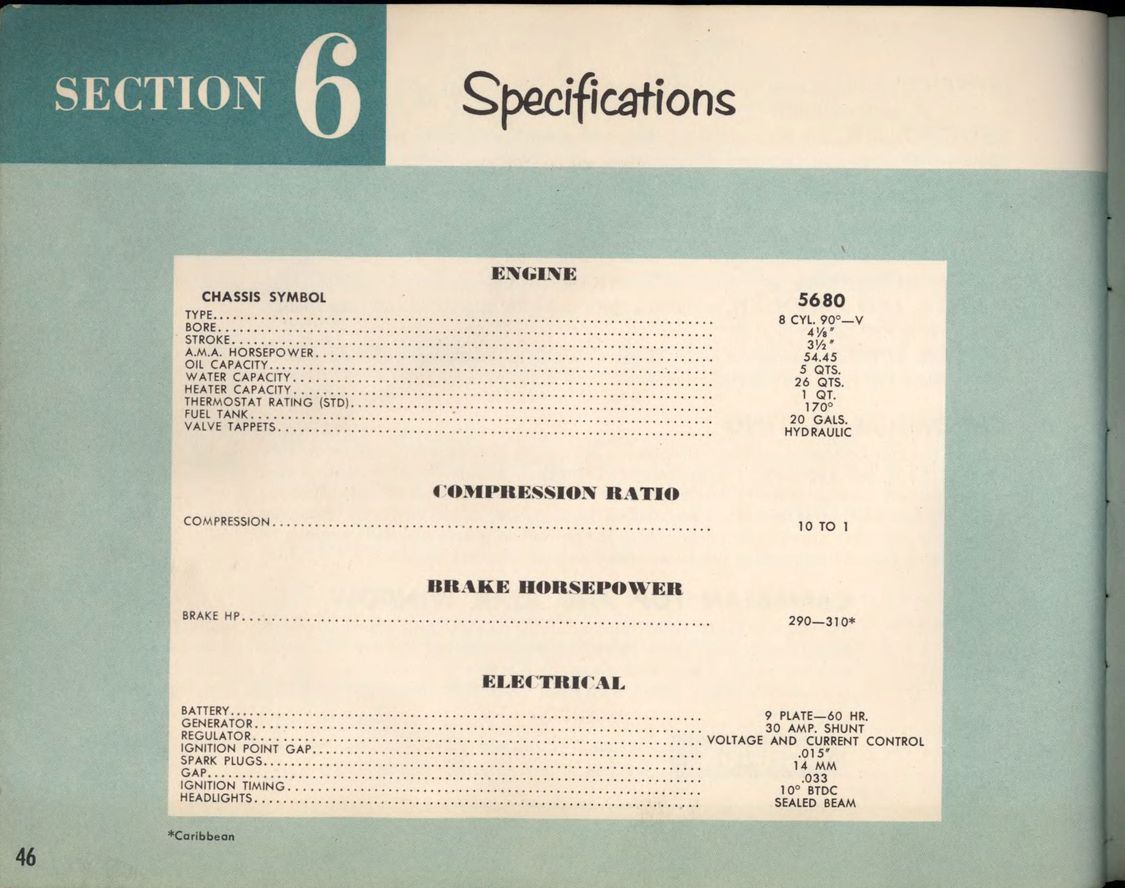 SECTION 6 Specifications
ENGINE
CHASSIS SYMBOL 5680
TYPE 8 CYL. 90°—V
BORE 4⅛"
STROKE 3½"
A.M.A. HORSEPOWER 54.45
OIL CAPACITY 5 QTS.
WATER CAPACITY 26 QTS.
HEATER CAPACITY 1 QT.
THERMOSTAT RATING (STD) 170°
FUEL TANK 20 GALS.
VALVE TAPPETS HYDRAULIC
COMPRESSION RATIO
COMPRESSION 10 TO 1
BRAKE HORSEPOWER
BRAKE HP 290—310*
ELECTRICAL
BATTERY 9 PLATE—60 HR.
GENERATOR 30 AMP. SHUNT
REGULATOR VOLTAGE AND CURRENT CONTROL
IGNITION POINT GAP .015"
SPARK PLUGS 14 MM
GAP .033
IGNITION TIMING 10° BTDC
HEADLIGHTS SEALED BEAM
*Caribbean
46